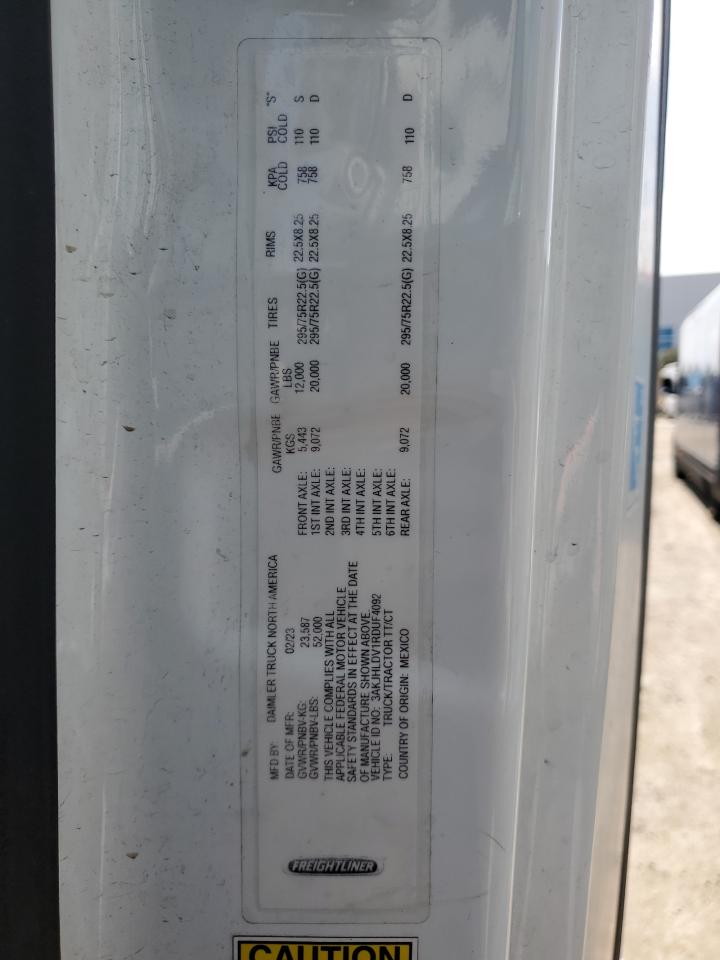 FREIGHTLINER
MFD BY: DAIMLER TRUCK NORTH AMERICA
DATE OF MFR: 02/23
GVWR/PNBV-KG: 23,587
GVWR/PNBV-LBS: 52,000
THIS VEHICLE COMPLIES WITH ALL
APPLICABLE FEDERAL MOTOR VEHICLE
SAFETY STANDARDS IN EFFECT AT THE DATE
OF MANUFACTURE SHOWN ABOVE.
VEHICLE ID NO: 3AKJHLDV1RDUF4092
TYPE: TRUCK/TRACTOR TT/CT
COUNTRY OF ORIGIN: MEXICO
GAWR/PNBE GAWR/PNBE TIRES RIMS KPA PSI "S"
KGS LBS COLD COLD
FRONT AXLE: 5,443 12,000 295/75R22.5(G) 22.5X8.25 758 110 S
1ST INT AXLE: 9,072 20,000 295/75R22.5(G) 22.5X8.25 758 110 D
2ND INT AXLE:
3RD INT AXLE:
4TH INT AXLE:
5TH INT AXLE:
6TH INT AXLE:
REAR AXLE: 9,072 20,000 295/75R22.5(G) 22.5X8.25 758 110 D
CAUTION